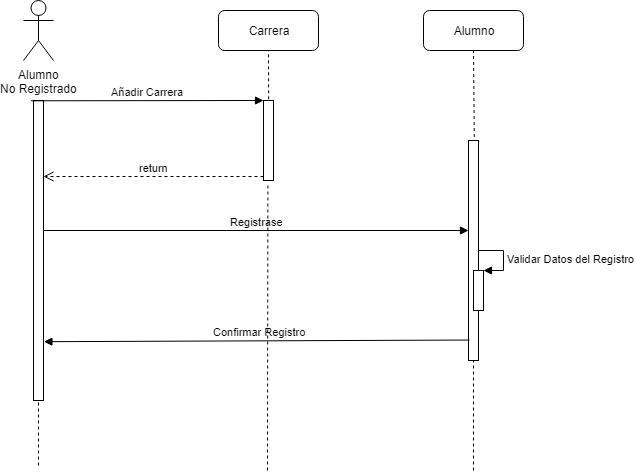 Carrera
Alumno
Alumno
No Registrado
Añadir Carrera
return
Registrase
Validar Datos del Registro
Confirmar Registro